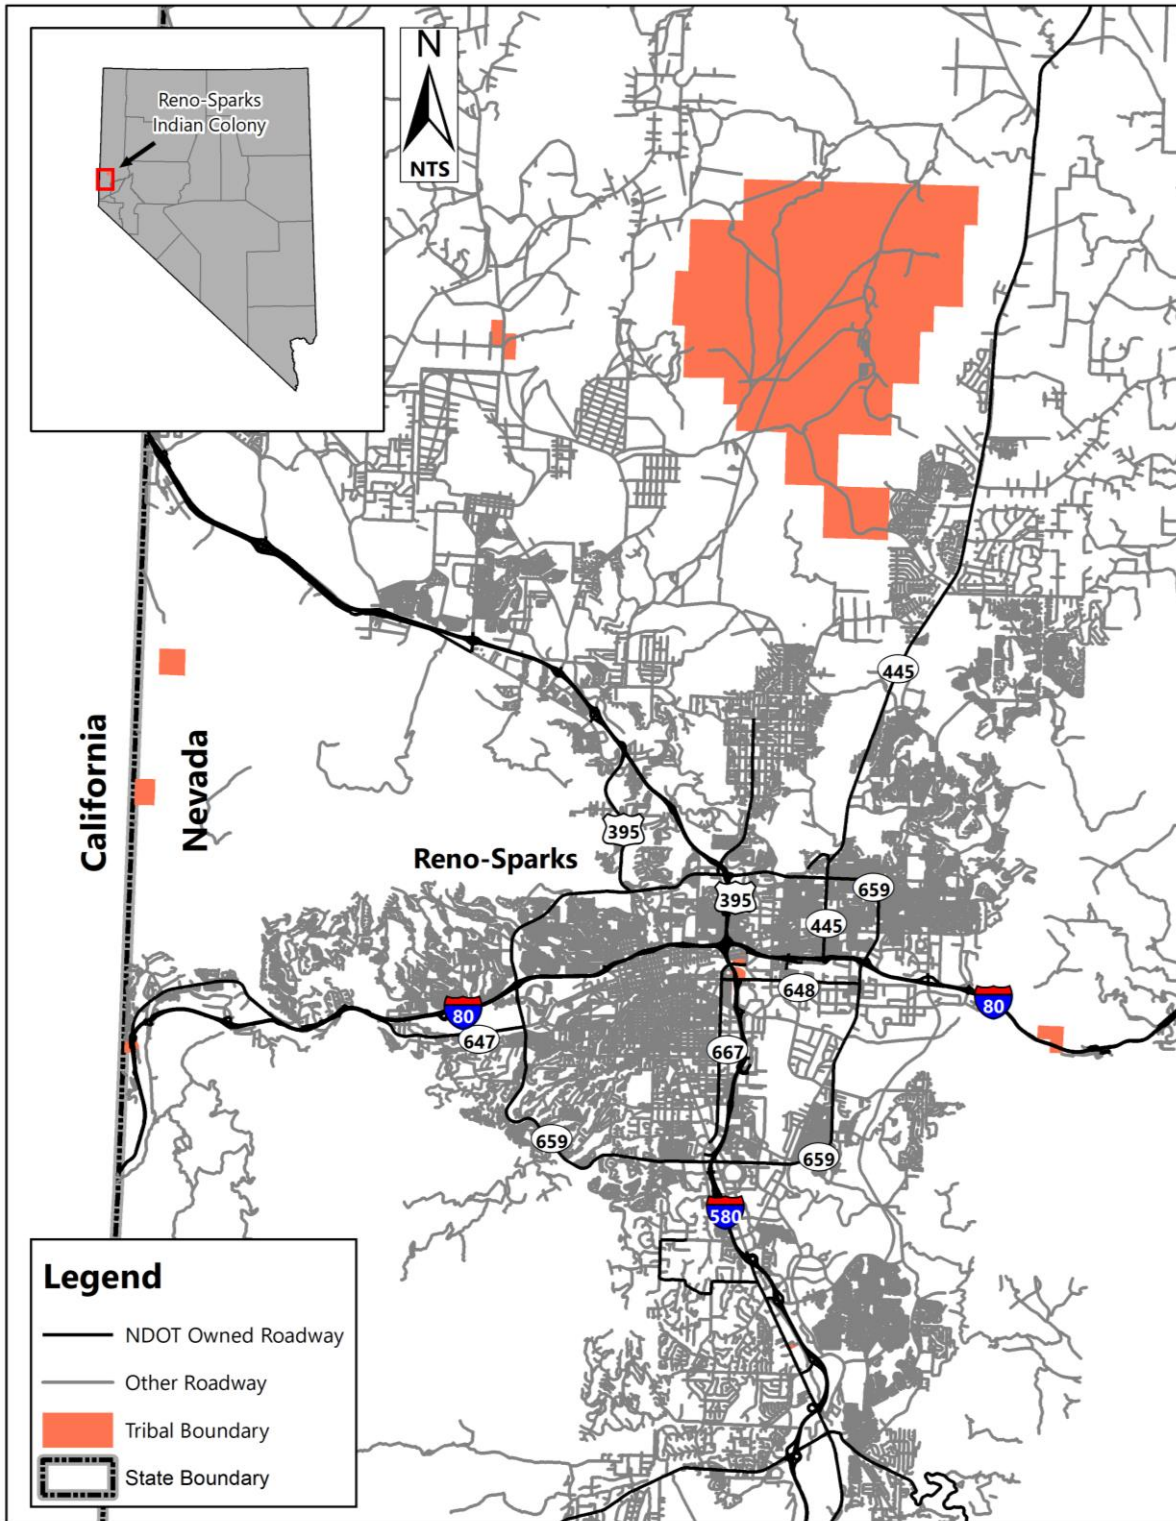 Reno-Sparks
Indian Colony
N
NTS
445
California
Nevada
395
Reno-Sparks
659
395
445
648
80
80
647
667
659
659
580
Legend
NDOT Owned Roadway
Other Roadway
Tribal Boundary
State Boundary